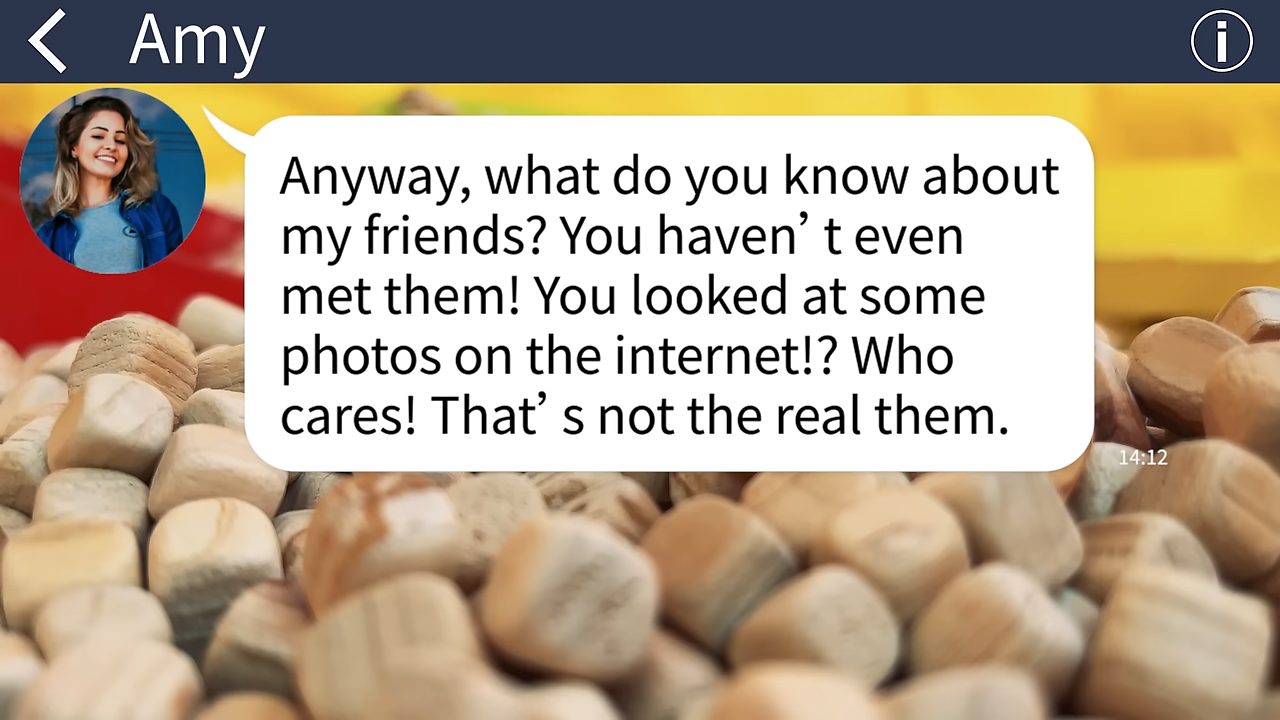 Amy
Anyway, what do you know about
my friends? You haven’ t even
met them! You looked at some
photos on the internet!? Who
cares! That’ s not the real them.
14:12